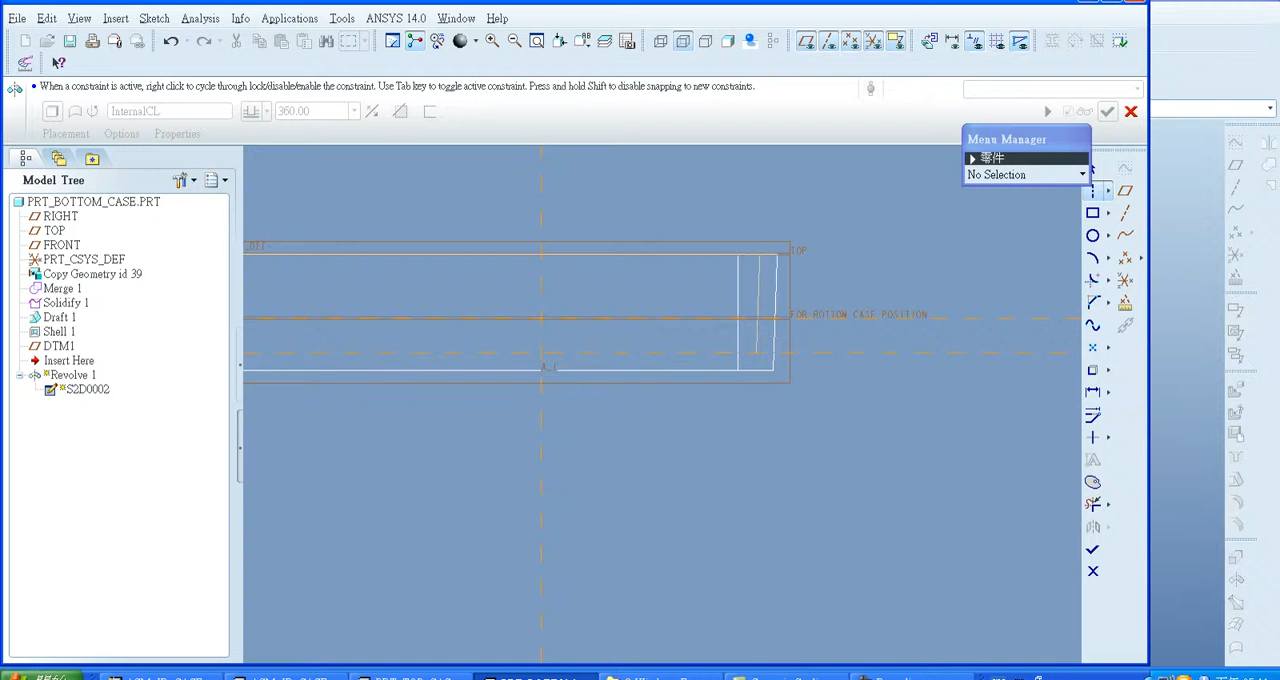 File Edit View Insert Sketch Analysis Info Applications Tools ANSYS 14.0 Window Help
When a constraint is active, right click to cycle through lock/disable/enable the constraint. Use Tab key to toggle active constraint. Press and hold Shift to disable snapping to new constraints.
InternalCL 360.00
Placement Options Properties
Menu Manager
零件
No Selection
Model Tree
PRT_BOTTOM_CASE.PRT
RIGHT
TOP
FRONT
PRT_CSYS_DEF
Copy Geometry id 39
Merge 1
Solidify 1
Draft 1
Shell 1
DTM1
Insert Here
*Revolve 1
*S2D0002
TOP
FOR BOTION CASE POSITION
A_1